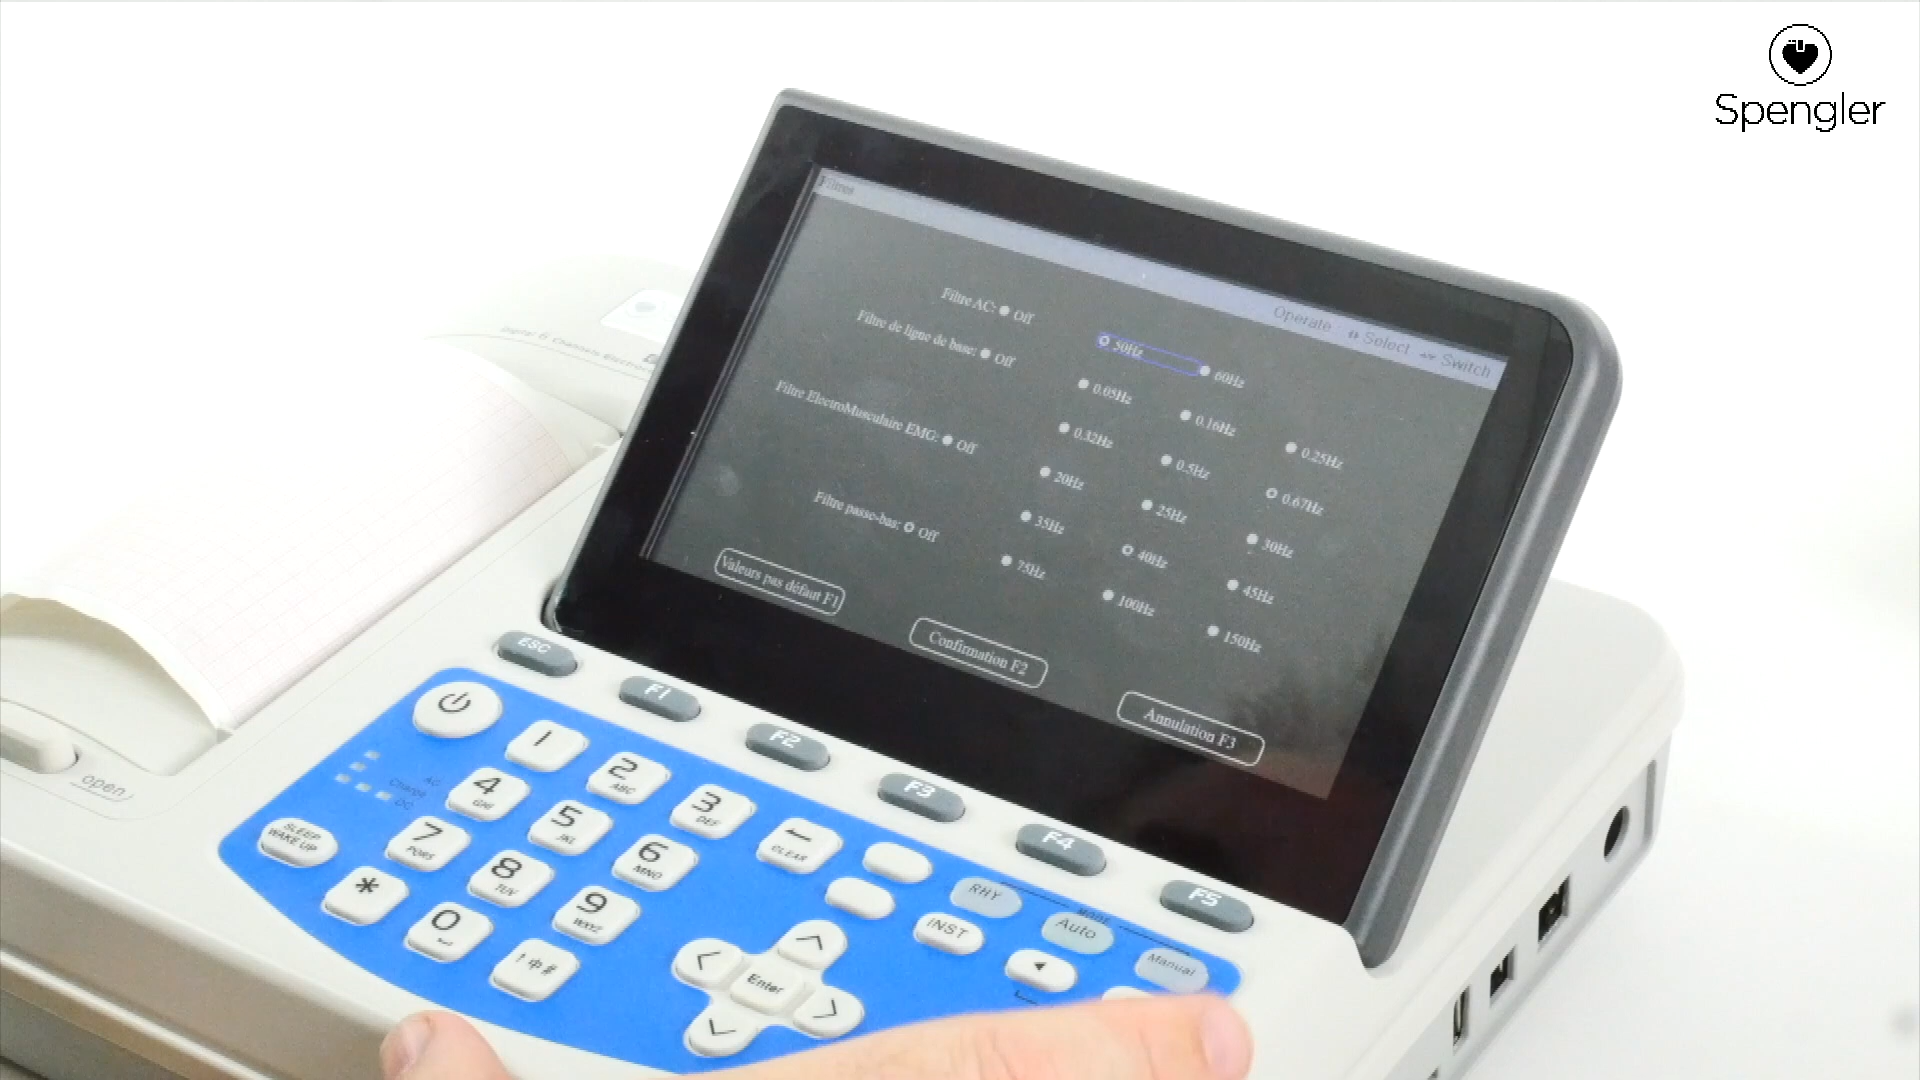 Spengler
Filtres
Operate Select Switch
Filtre AC: Off 50Hz 60Hz
Filtre de ligne de base: Off 0.05Hz 0.16Hz 0.25Hz
0.32Hz 0.5Hz 0.67Hz
Filtre ElectroMusculaire EMG: Off 20Hz 25Hz 30Hz
35Hz 40Hz 45Hz
Filtre passe-bas: Off 75Hz 100Hz 150Hz
Valeurs pas défaut F1
Confirmation F2
Annulation F3
Digital 6 Channels
open
ESC F1 F2 F3 F4 F5
1 2 ABC 3 DEF
4 GHI 5 JKL 6 MNO
7 PQRS 8 TUV 9 WXYZ
* 0 ! 中 #
CLEAR
AC
Charge
DC
SLEEP
WAKE UP
MODE
RHY Auto Manual
INST
Enter